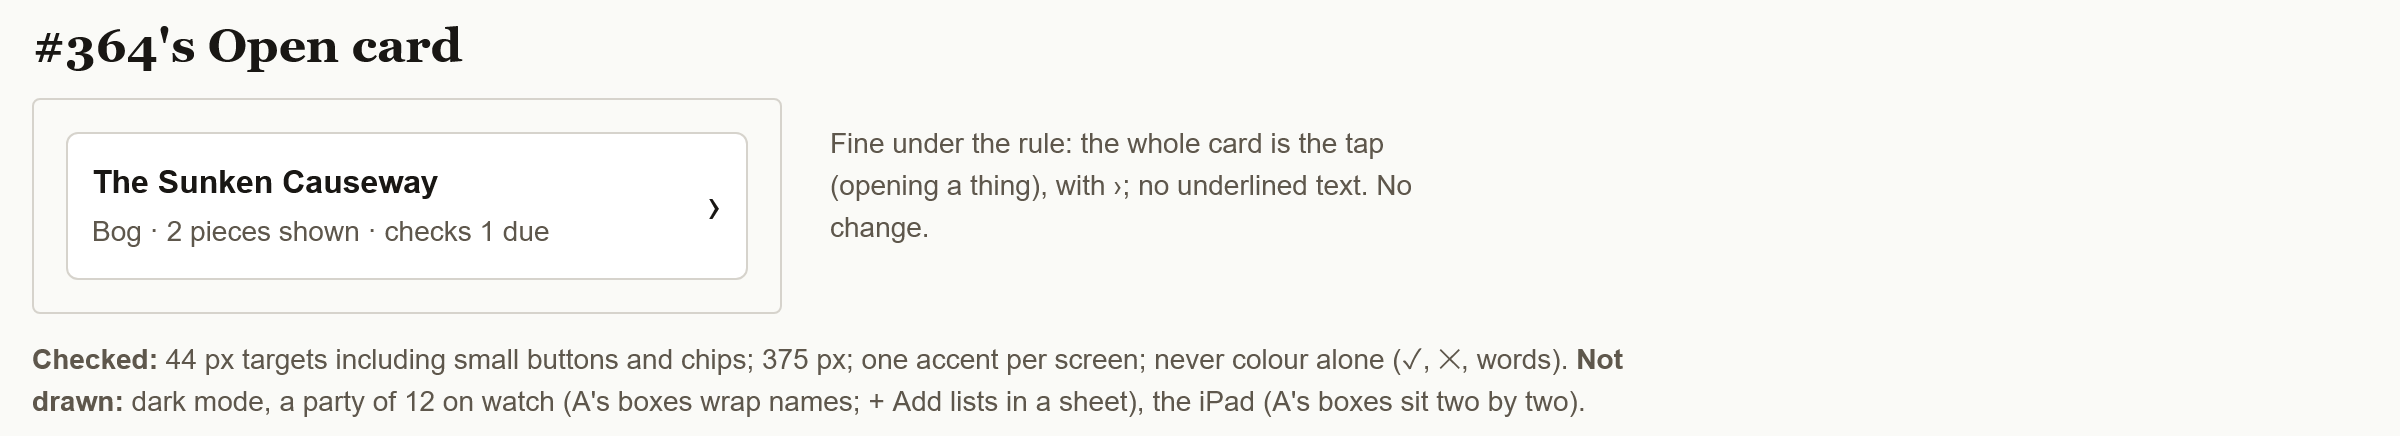 #364's Open card
The Sunken Causeway
Bog · 2 pieces shown · checks 1 due
›
Fine under the rule: the whole card is the tap
(opening a thing), with ›; no underlined text. No
change.
Checked: 44 px targets including small buttons and chips; 375 px; one accent per screen; never colour alone (✓, ✕, words). Not
drawn: dark mode, a party of 12 on watch (A's boxes wrap names; + Add lists in a sheet), the iPad (A's boxes sit two by two).